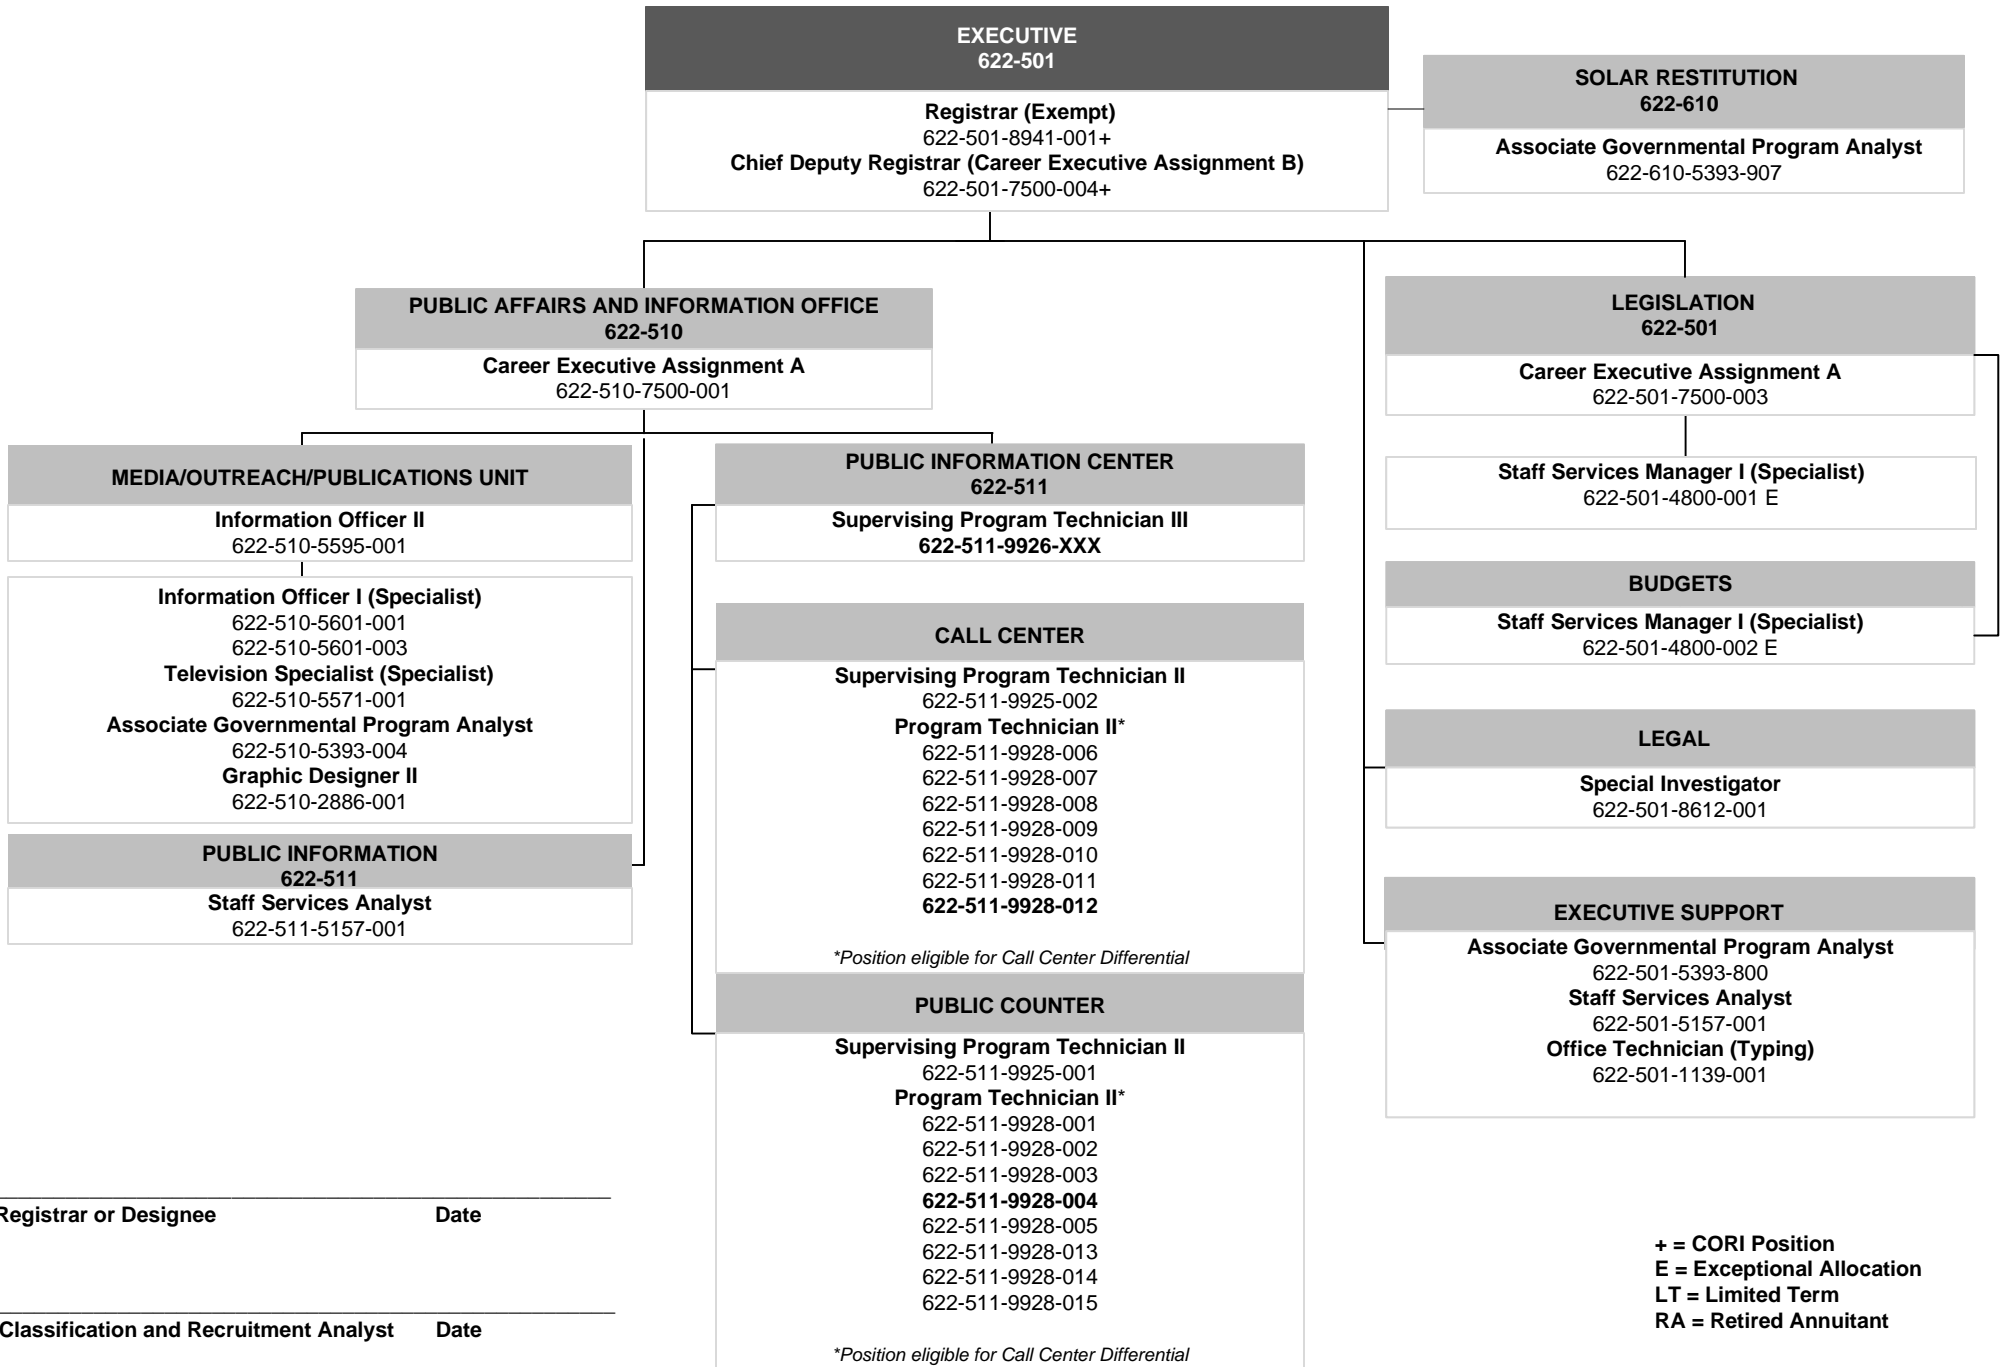 EXECUTIVE
622-501
Registrar (Exempt)
622-501-8941-001+
Chief Deputy Registrar (Career Executive Assignment B)
622-501-7500-004+
SOLAR RESTITUTION
622-610
Associate Governmental Program Analyst
622-610-5393-907
PUBLIC AFFAIRS AND INFORMATION OFFICE
622-510
Career Executive Assignment A
622-510-7500-001
MEDIA/OUTREACH/PUBLICATIONS UNIT
Information Officer II
622-510-5595-001
Information Officer I (Specialist)
622-510-5601-001
622-510-5601-003
Television Specialist (Specialist)
622-510-5571-001
Associate Governmental Program Analyst
622-510-5393-004
Graphic Designer II
622-510-2886-001
PUBLIC INFORMATION
622-511
Staff Services Analyst
622-511-5157-001
PUBLIC INFORMATION CENTER
622-511
Supervising Program Technician III
622-511-9926-XXX
CALL CENTER
Supervising Program Technician II
622-511-9925-002
Program Technician II*
622-511-9928-006
622-511-9928-007
622-511-9928-008
622-511-9928-009
622-511-9928-010
622-511-9928-011
622-511-9928-012
*Position eligible for Call Center Differential
PUBLIC COUNTER
Supervising Program Technician II
622-511-9925-001
Program Technician II*
622-511-9928-001
622-511-9928-002
622-511-9928-003
622-511-9928-004
622-511-9928-005
622-511-9928-013
622-511-9928-014
622-511-9928-015
*Position eligible for Call Center Differential
LEGISLATION
622-501
Career Executive Assignment A
622-501-7500-003
Staff Services Manager I (Specialist)
622-501-4800-001 E
BUDGETS
Staff Services Manager I (Specialist)
622-501-4800-002 E
LEGAL
Special Investigator
622-501-8612-001
EXECUTIVE SUPPORT
Associate Governmental Program Analyst
622-501-5393-800
Staff Services Analyst
622-501-5157-001
Office Technician (Typing)
622-501-1139-001
Registrar or Designee Date
Classification and Recruitment Analyst Date
+ = CORI Position
E = Exceptional Allocation
LT = Limited Term
RA = Retired Annuitant